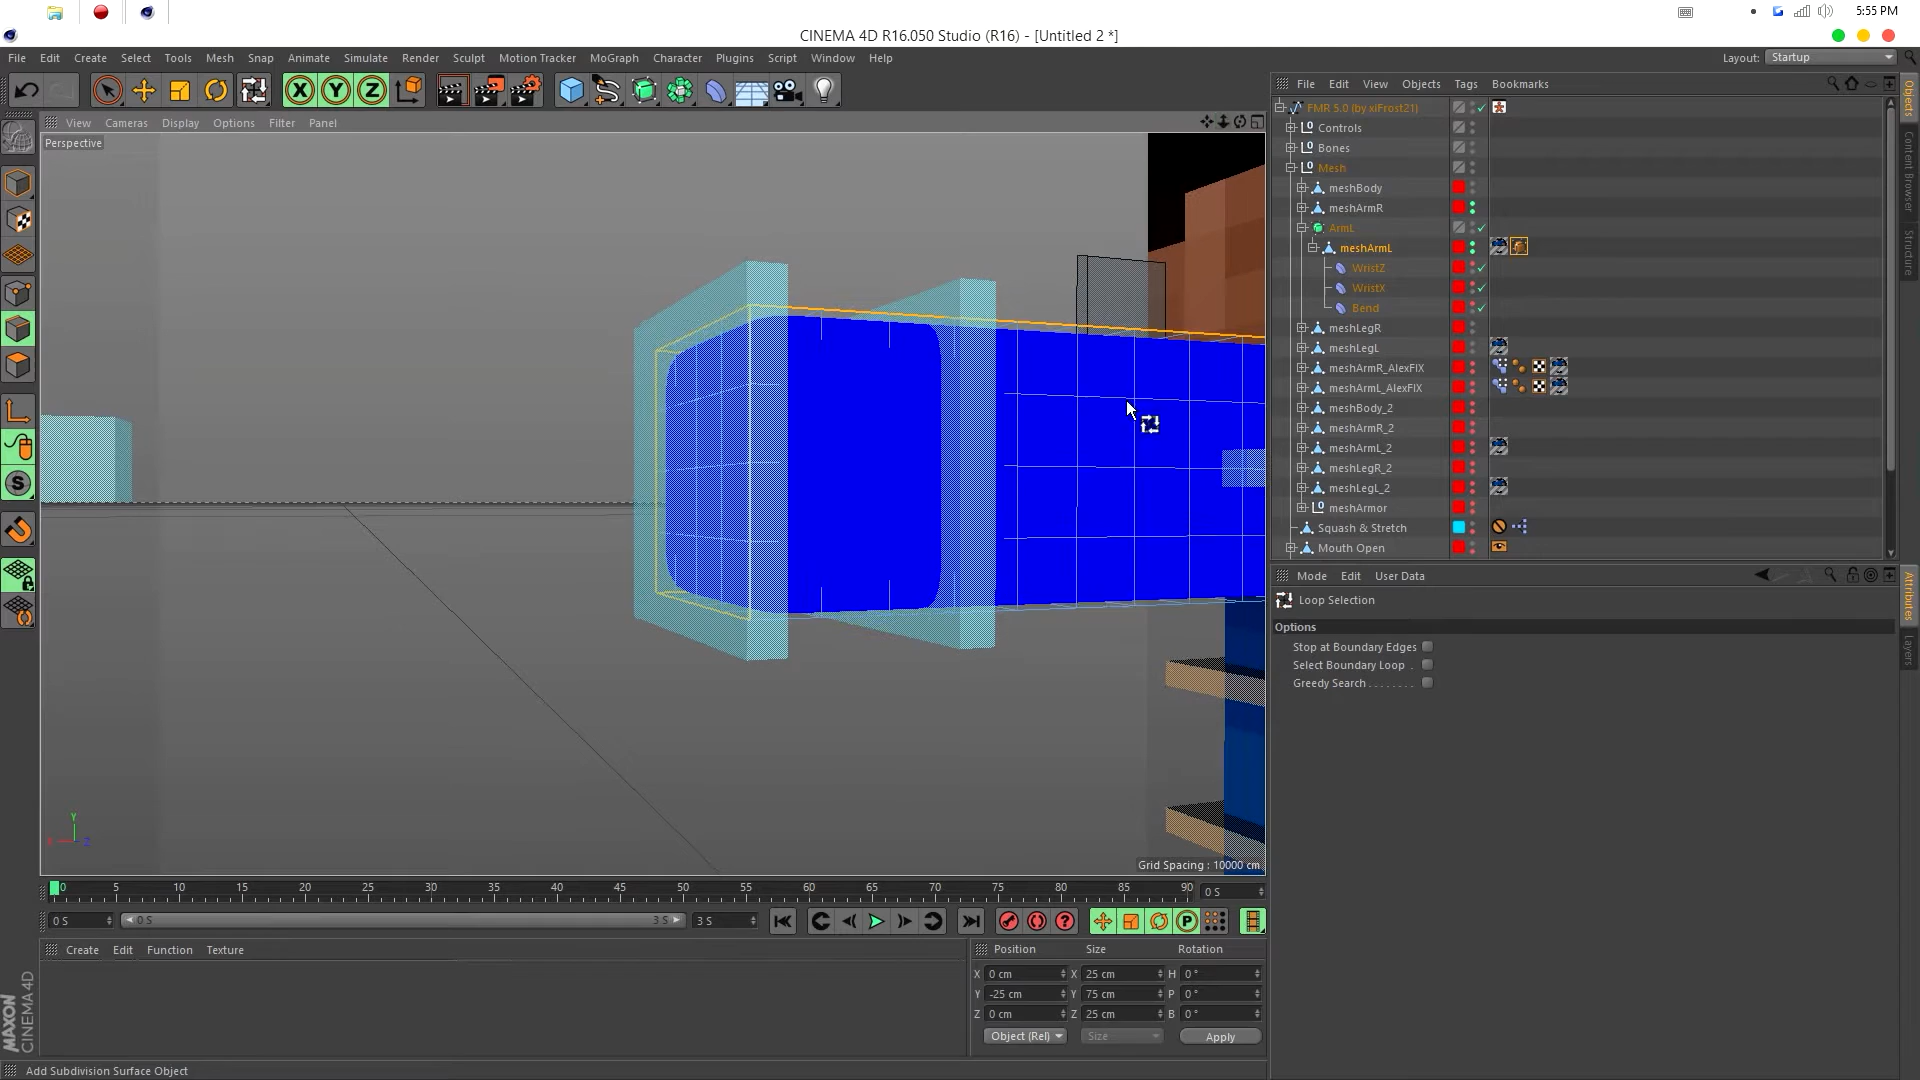 5:55 PM
CINEMA 4D R16.050 Studio (R16) - [Untitled 2 *]
File Edit Create Select Tools Mesh Snap Animate Simulate Render Sculpt Motion Tracker MoGraph Character Plugins Script Window Help
Layout: Startup
X Y Z
File Edit View Objects Tags Bookmarks
View Cameras Display Options Filter Panel
Perspective
FMR 5.0 (by xiFrost21)
Controls
Bones
Mesh
meshBody
meshArmR
ArmL
meshArmL
WristZ
WristX
Bend
meshLegR
meshLegL
meshArmR_AlexFIX
meshArmL_AlexFIX
meshBody_2
meshArmR_2
meshArmL_2
meshLegR_2
meshLegL_2
meshArmor
Squash & Stretch
Mouth Open
Objects
Content Browser
Structure
Mode Edit User Data
Loop Selection
Options
Stop at Boundary Edges
Select Boundary Loop .
Greedy Search . . . . . . . .
Attributes
Layers
Y
X Z
Grid Spacing : 10000 cm
0 5 10 15 20 25 30 35 40 45 50 55 60 65 70 75 80 85 90 0 S
0 S 0 S 3 S 3 S
Create Edit Function Texture
Position Size Rotation
X 0 cm X 25 cm H 0 °
Y -25 cm Y 75 cm P 0 °
Z 0 cm Z 25 cm B 0 °
Object (Rel) Size Apply
MAXON
CINEMA 4D
Add Subdivision Surface Object